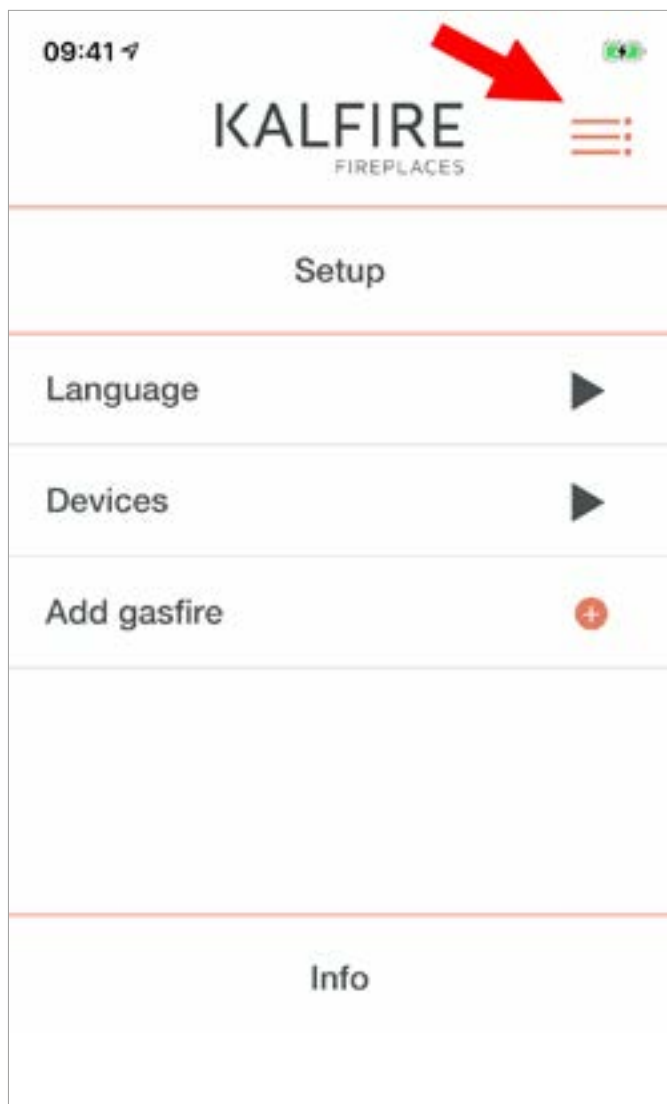 09:41
KALFIRE
FIREPLACES
Setup
Language
Devices
Add gasfire
Info